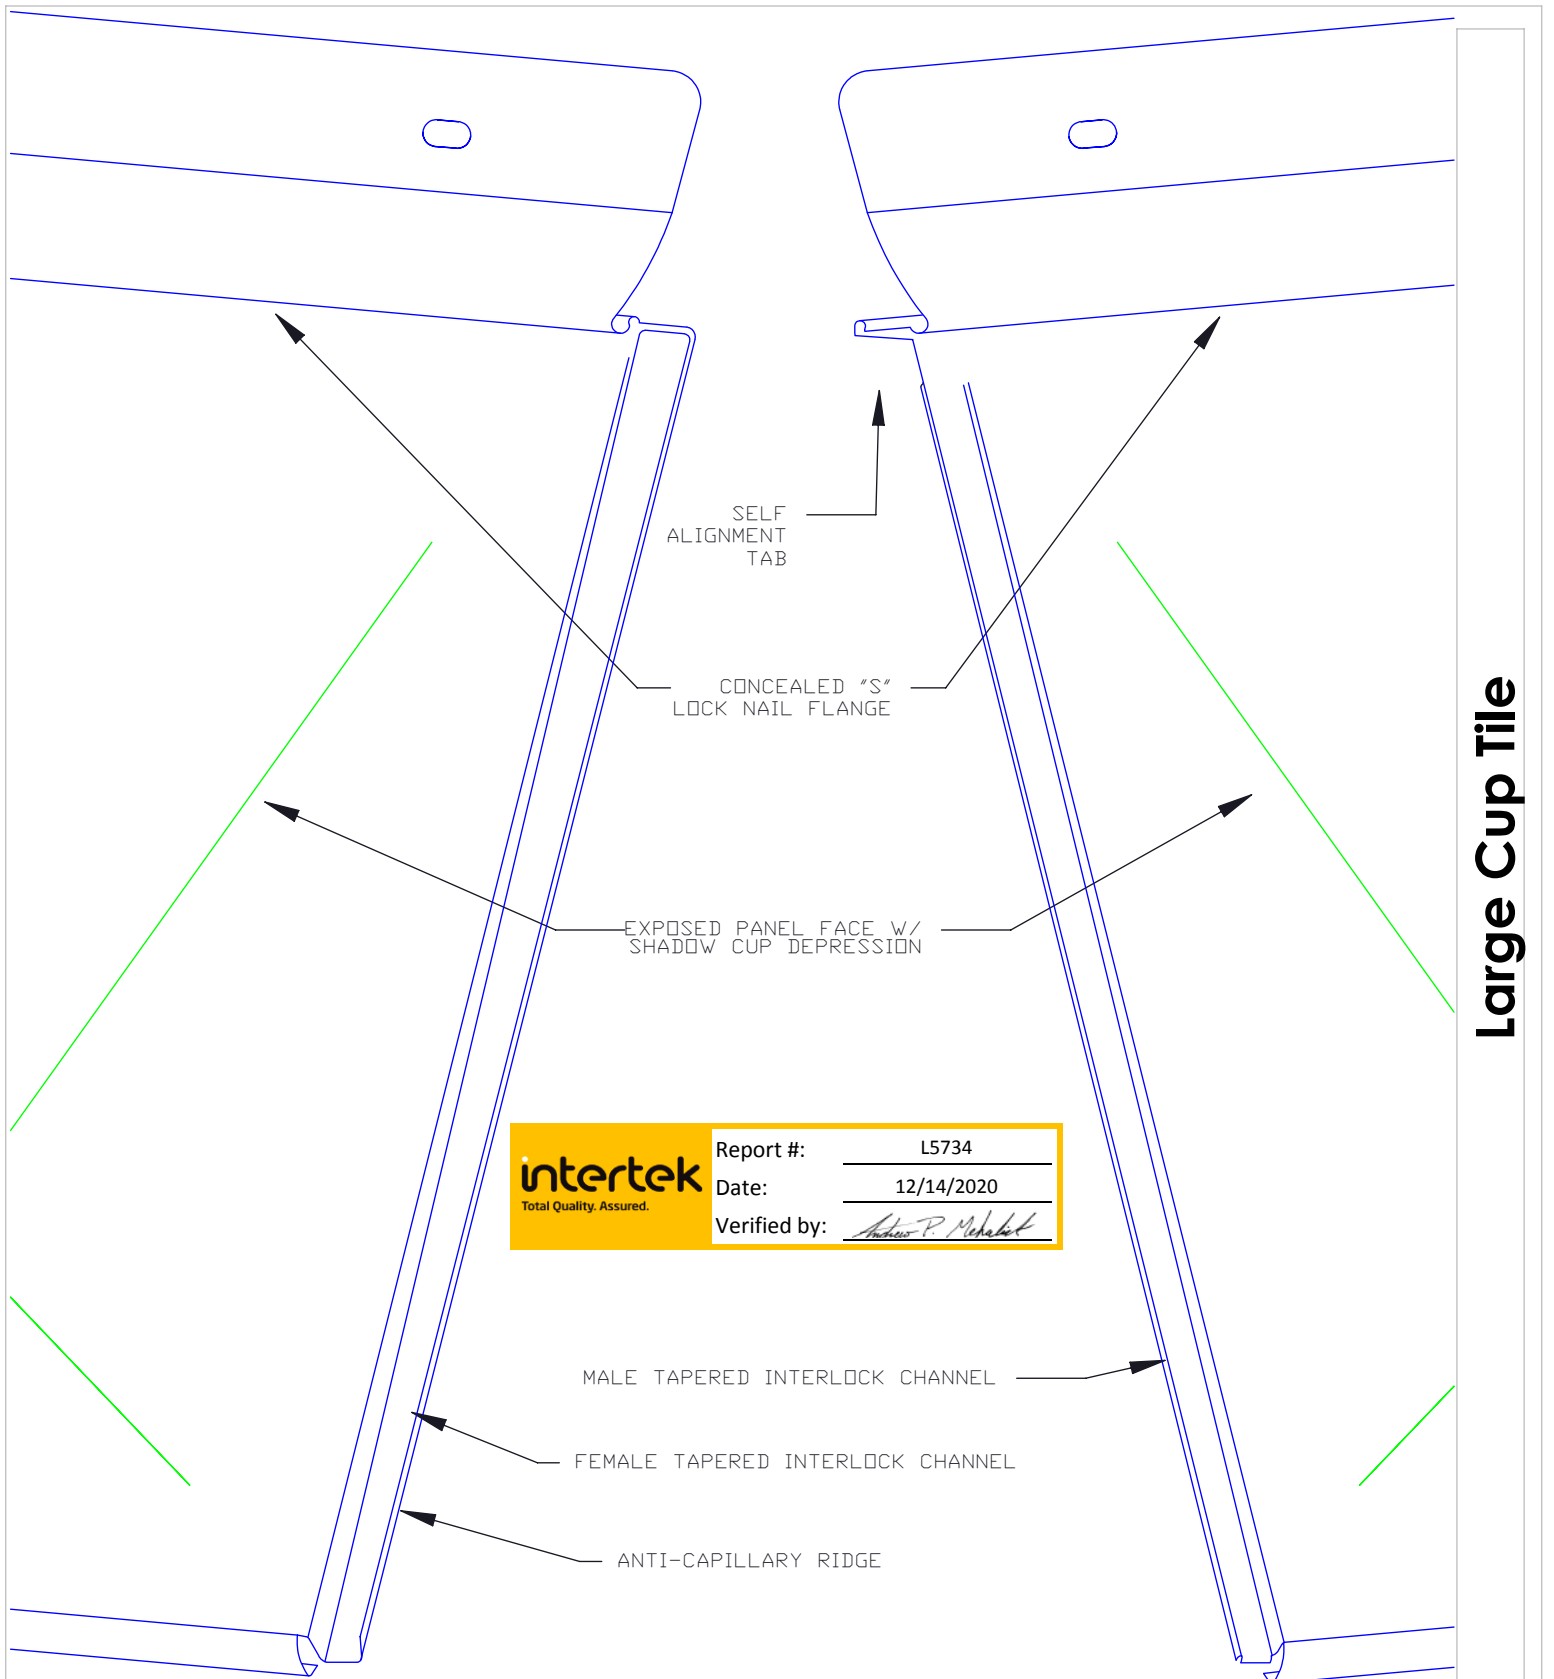 SELF
ALIGNMENT
TAB
CONCEALED "S"
LOCK NAIL FLANGE
EXPOSED PANEL FACE W/
SHADOW CUP DEPRESSION
Large Cup Tile
intertek
Total Quality. Assured.
Report #: L5734
Date: 12/14/2020
Verified by: Andrew P.
MALE TAPERED INTERLOCK CHANNEL
FEMALE TAPERED INTERLOCK CHANNEL
ANTI-CAPILLARY RIDGE